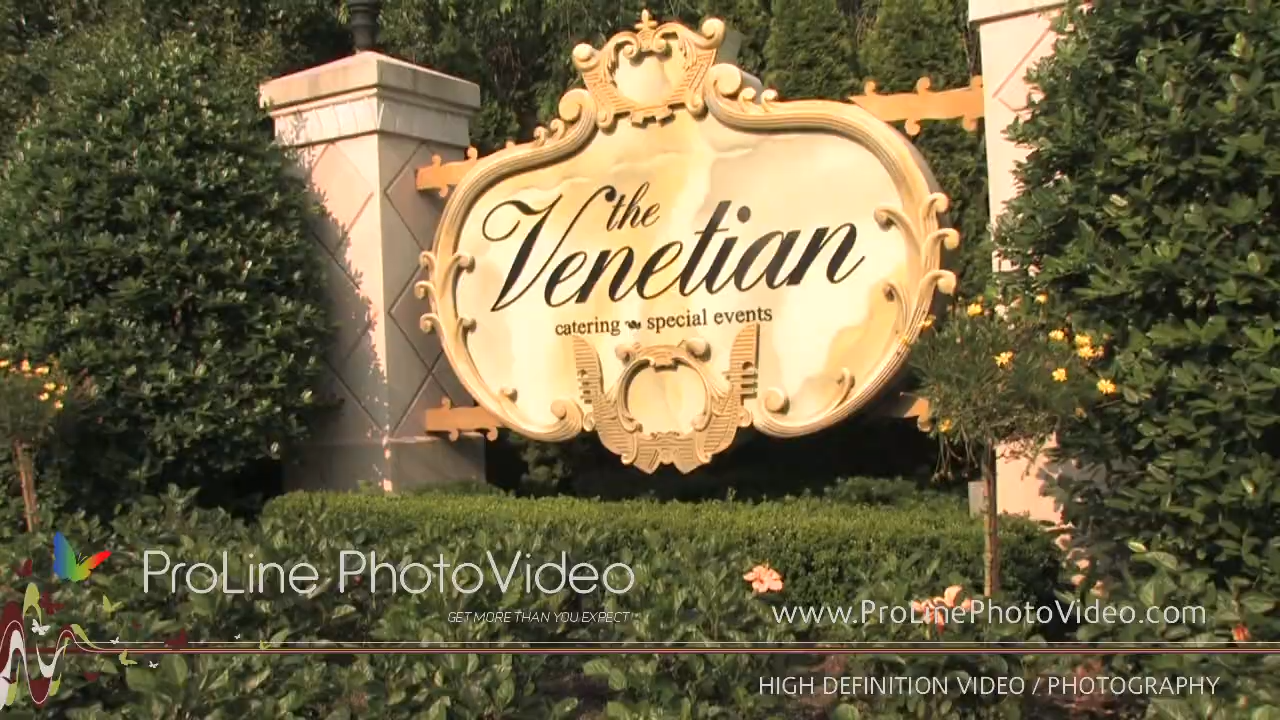 the
Venetian
catering special events
ProLine PhotoVideo
GET MORE THAN YOU EXPECT!
www.ProLinePhotoVideo.com
HIGH DEFINITION VIDEO / PHOTOGRAPHY